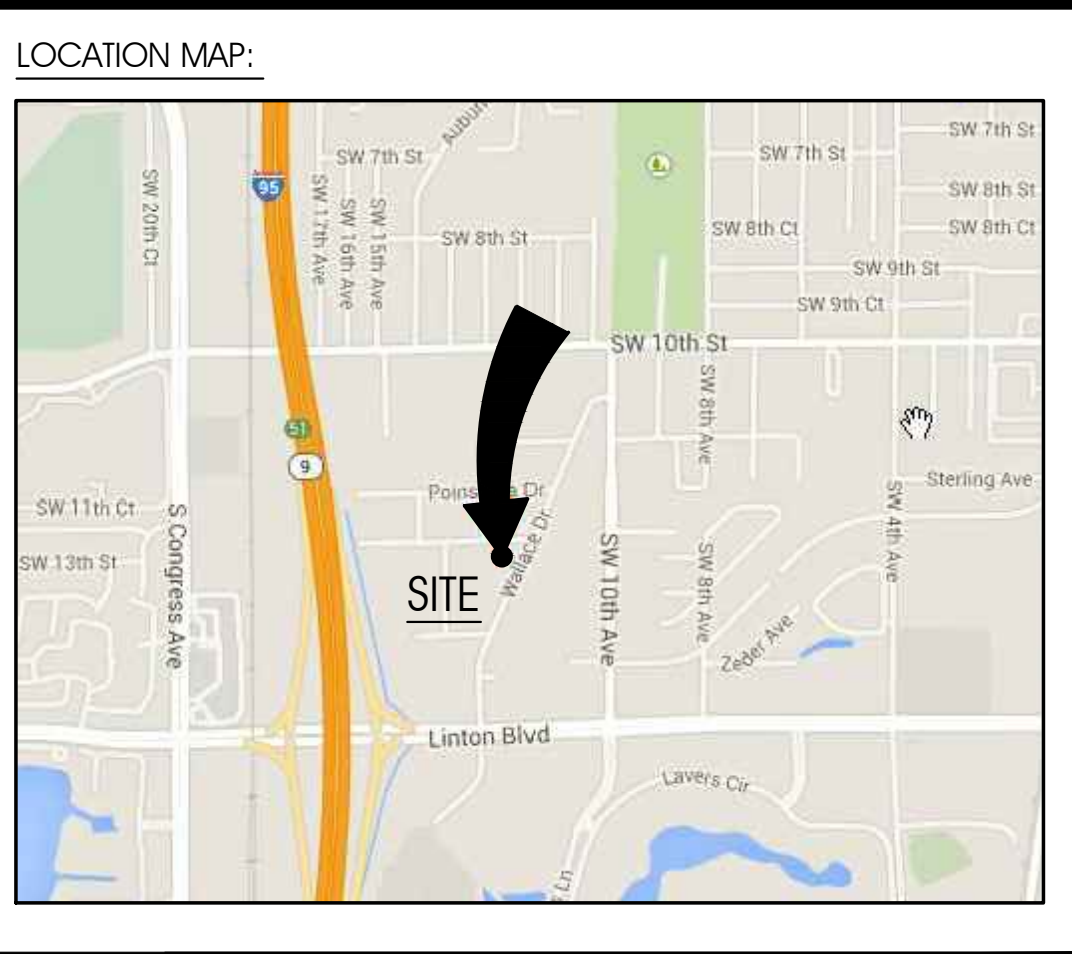 LOCATION MAP:
SW 7th St
SW 7th St
SW 7th St
95
SW 20th Ct
SW 17th Ave
SW 16th Ave
SW 15th Ave
SW 8th St
SW 8th St
SW 8th Ct
SW 8th Ct
SW 9th St
SW 9th Ct
SW 10th St
SW 8th Ave
51
9
Sterling Ave
Dr
SW 11th Ct
S Congress Ave
SW 4th Ave
SW 13th St
Wallace Dr
SITE
SW 10th Ave
SW 8th Ave
Zeder Ave
Linton Blvd
Lavers Cir
Ln